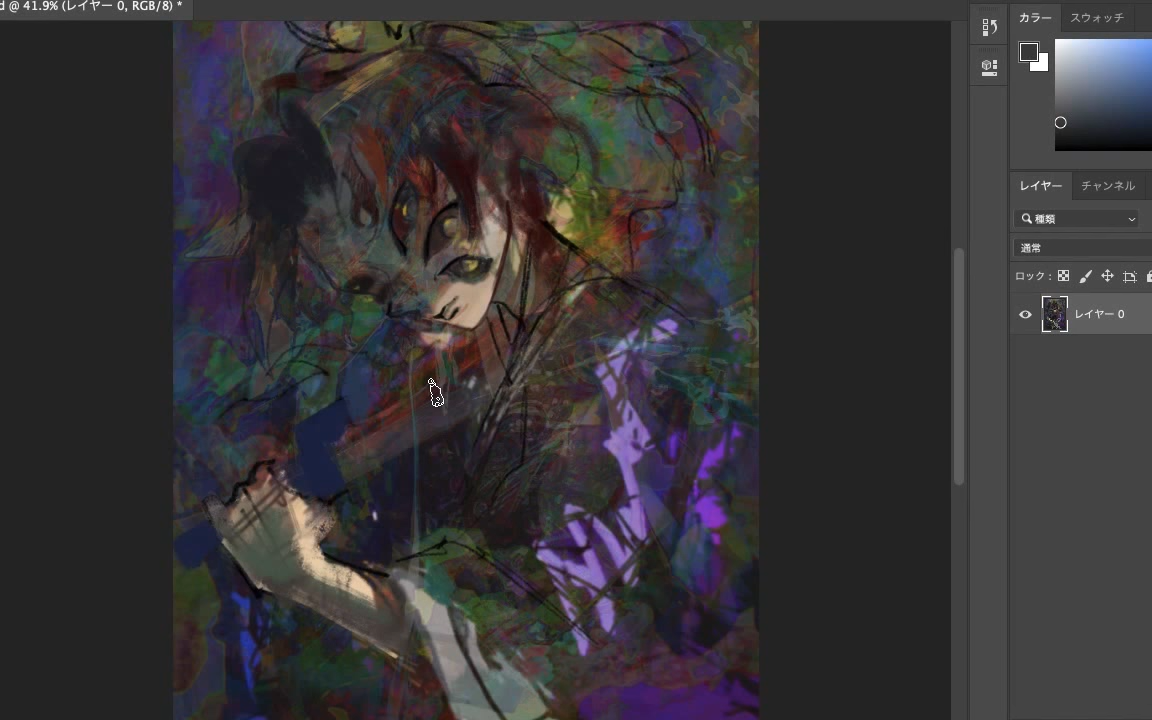 d @ 41.9% (レイヤー 0, RGB/8) *
カラー
スウォッチ
レイヤー
チャンネル
種類
通常
ロック :
レイヤー 0